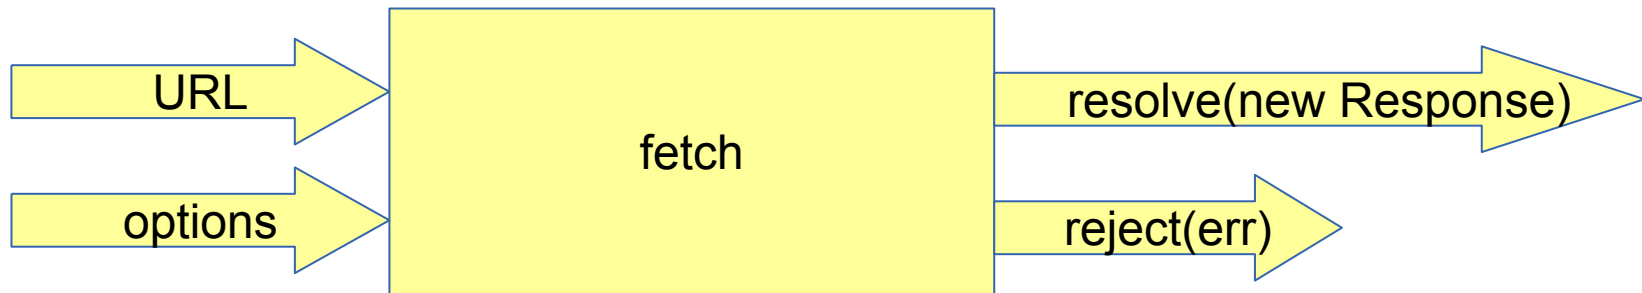 URL
options
fetch
resolve(new Response)
reject(err)